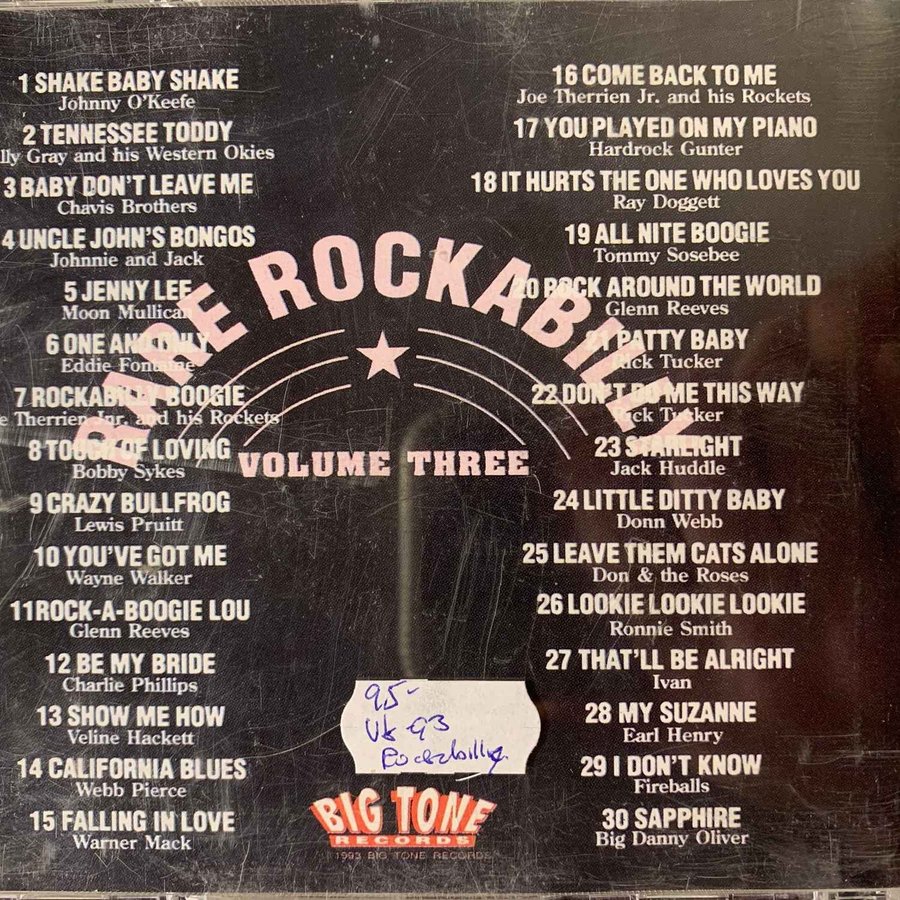 1 SHAKE BABY SHAKE
Johnny O'Keefe
2 TENNESSEE TODDY
lly Gray and his Western Okies
3 BABY DON'T LEAVE ME
Chavis Brothers
4 UNCLE JOHN'S BONGOS
Johnnie and Jack
5 JENNY LEE
Moon Mullican
6 ONE AND ONLY
Eddie Fontaine
7 ROCKABILLY BOOGIE
e Therrien Jnr. and his Rockets
8 TOUCH OF LOVING
Bobby Sykes
9 CRAZY BULLFROG
Lewis Pruitt
10 YOU'VE GOT ME
Wayne Walker
11 ROCK-A-BOOGIE LOU
Glenn Reeves
12 BE MY BRIDE
Charlie Phillips
13 SHOW ME HOW
Veline Hackett
14 CALIFORNIA BLUES
Webb Pierce
15 FALLING IN LOVE
Warner Mack
RARE ROCKABILLY
VOLUME THREE
95-
Rockabilly
BIG TONE
RECORDS
1993 BIG TONE RECORDS
16 COME BACK TO ME
Joe Therrien Jr. and his Rockets
17 YOU PLAYED ON MY PIANO
Hardrock Gunter
18 IT HURTS THE ONE WHO LOVES YOU
Ray Doggett
19 ALL NITE BOOGIE
Tommy Sosebee
20 ROCK AROUND THE WORLD
Glenn Reeves
21 PATTY BABY
Rick Tucker
22 DON'T DO ME THIS WAY
Rick Tucker
23 STARLIGHT
Jack Huddle
24 LITTLE DITTY BABY
Donn Webb
25 LEAVE THEM CATS ALONE
Don & the Roses
26 LOOKIE LOOKIE LOOKIE
Ronnie Smith
27 THAT'LL BE ALRIGHT
Ivan
28 MY SUZANNE
Earl Henry
29 I DON'T KNOW
Fireballs
30 SAPPHIRE
Big Danny Oliver